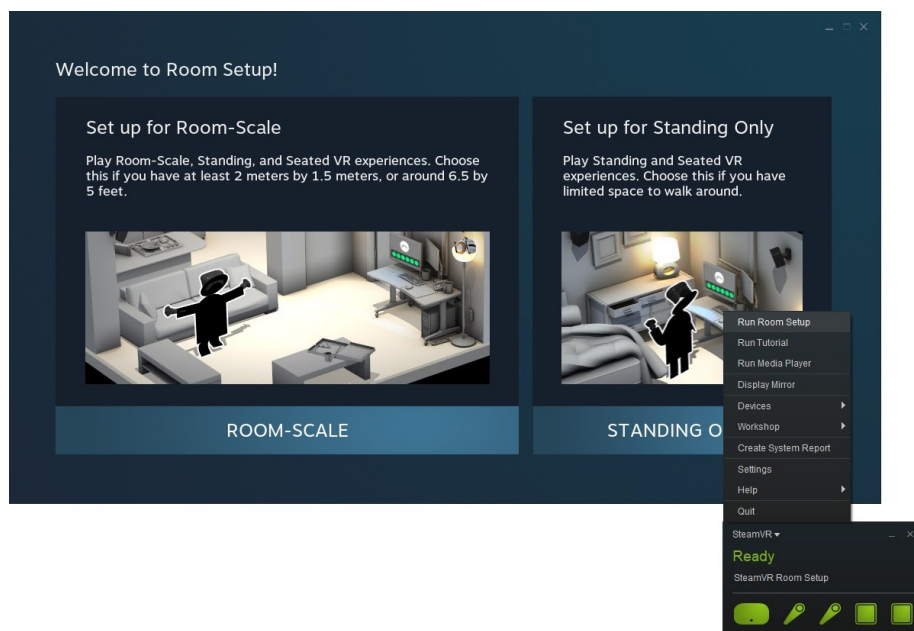 Welcome to Room Setup!
Set up for Room-Scale
Play Room-Scale, Standing, and Seated VR experiences. Choose
this if you have at least 2 meters by 1.5 meters, or around 6.5 by
5 feet.
ROOM-SCALE
Set up for Standing Only
Play Standing and Seated VR
experiences. Choose this if you have
limited space to walk around.
STANDING O
Run Room Setup
Run Tutorial
Run Media Player
Display Mirror
Devices
Workshop
Create System Report
Settings
Help
Quit
SteamVR
Ready
SteamVR Room Setup